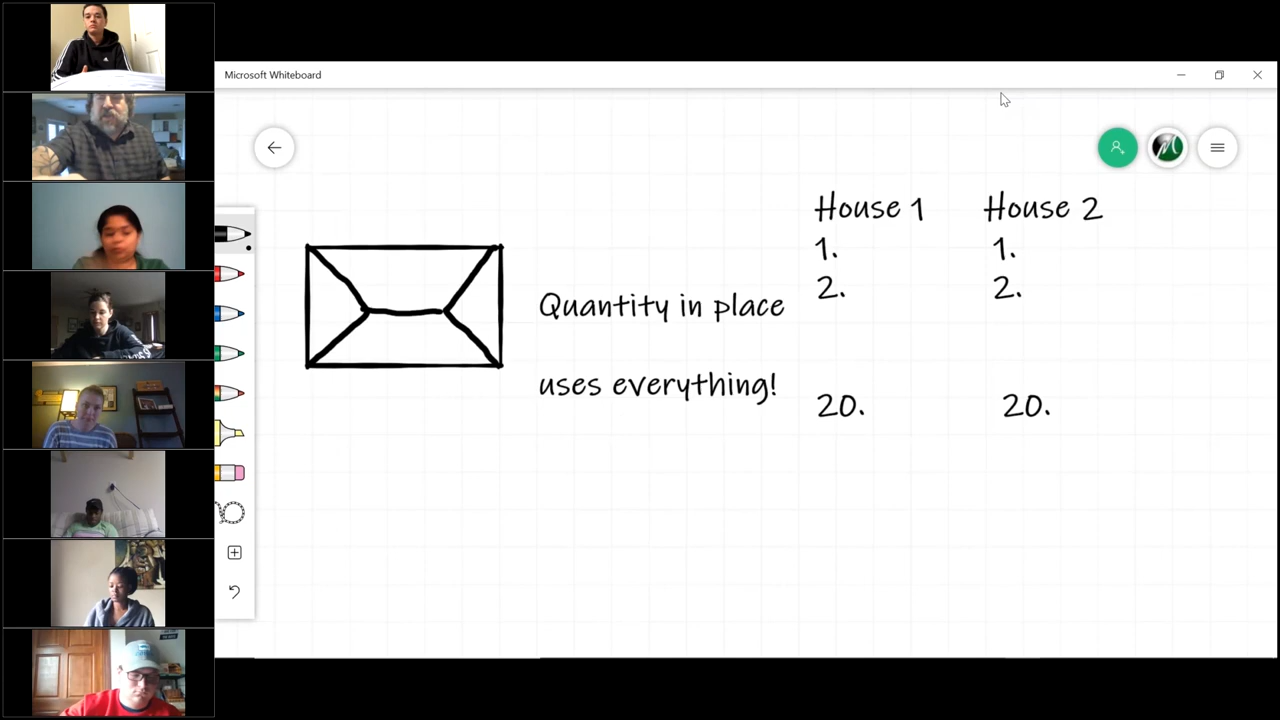 Microsoft Whiteboard
House 1
House 2
1.
1.
2.
2.
Quantity in place
uses everything!
20.
20.